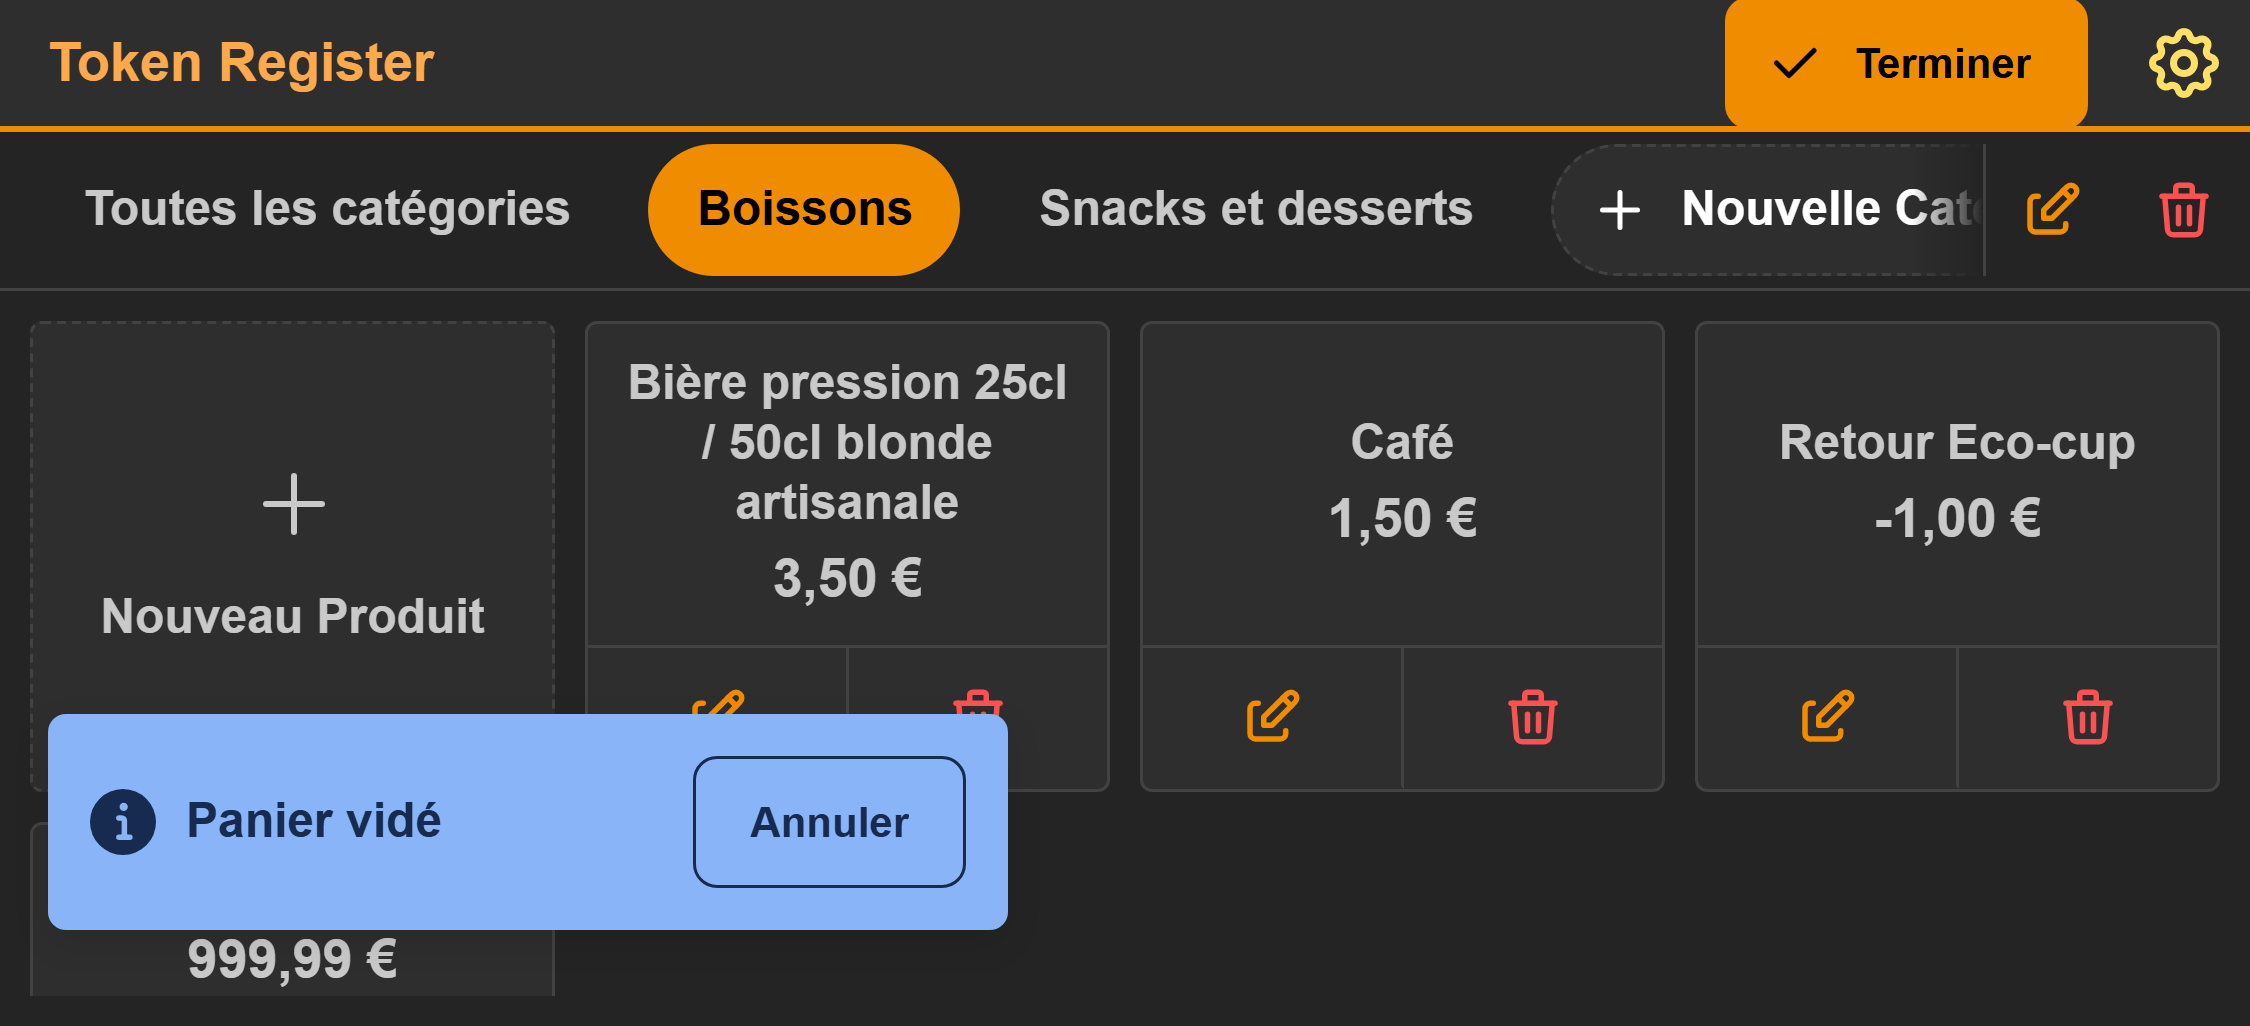 Token Register
Terminer
Toutes les catégories
Boissons
Snacks et desserts
Nouvelle
Nouveau Produit
Bière pression 25cl
/ 50cl blonde
artisanale
3,50 €
Café
1,50 €
Retour Eco-cup
-1,00 €
Panier vidé
Annuler
999,99 €